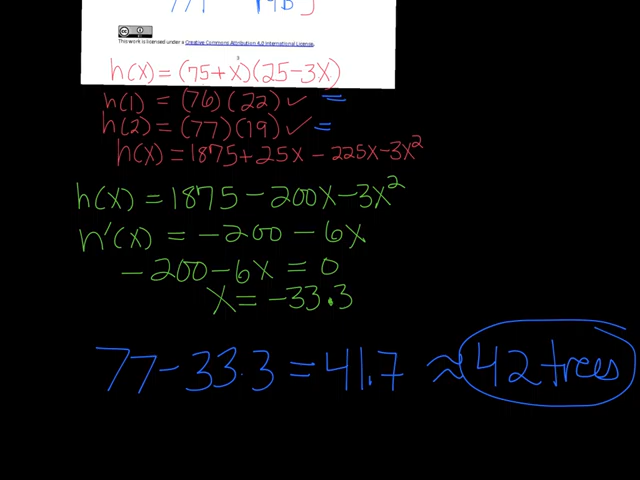 This work is licensed under a Creative Commons Attribution 4.0 International License.
h(x) = (75+x)(25-3x)
h(1) = (76)(22) ✓ =
h(2) = (77)(19) ✓ =
h(x) = 1875+25x - 225x-3x²
h(x) = 1875 - 200x-3x²
h'(x) = -200 - 6x
-200-6x = 0
x = -33.3
77-33.3 = 41.7 ≈ 42 trees